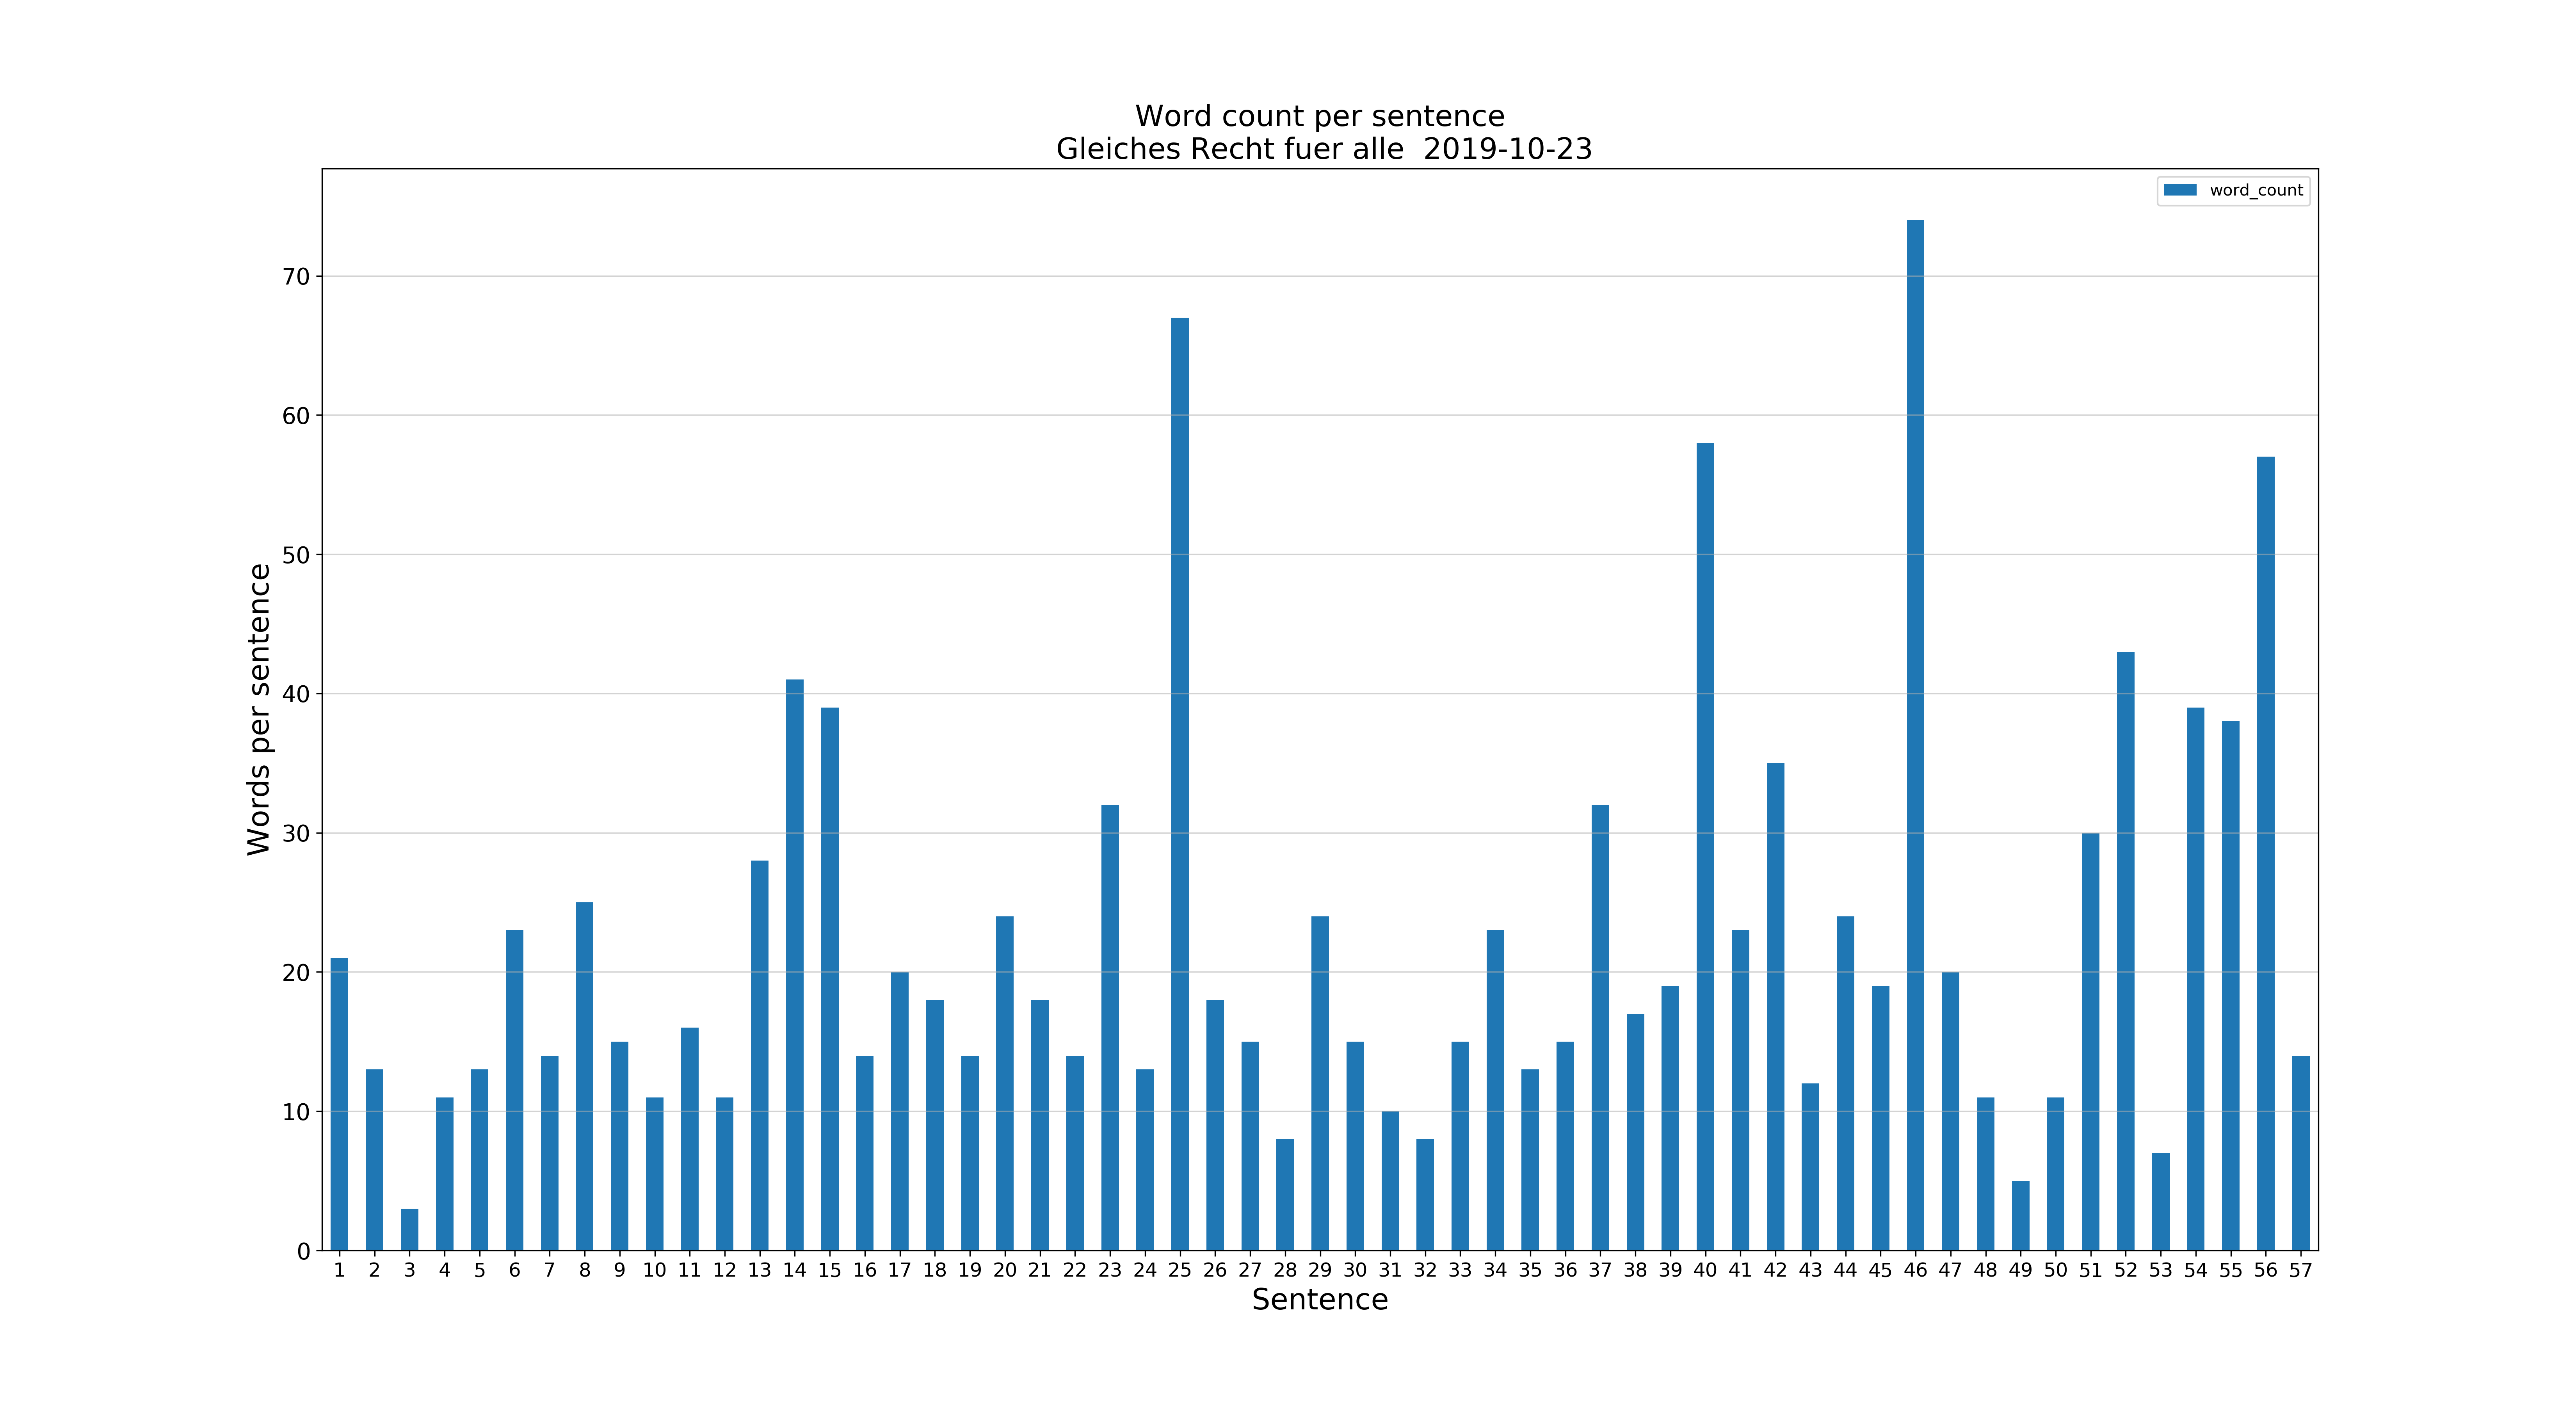 Word count per sentence
Gleiches Recht fuer alle  2019-10-23
word_count
Words per sentence
70
60
50
40
30
20
10
0
1 2 3 4 5 6 7 8 9 10 11 12 13 14 15 16 17 18 19 20 21 22 23 24 25 26 27 28 29 30 31 32 33 34 35 36 37 38 39 40 41 42 43 44 45 46 47 48 49 50 51 52 53 54 55 56 57
Sentence